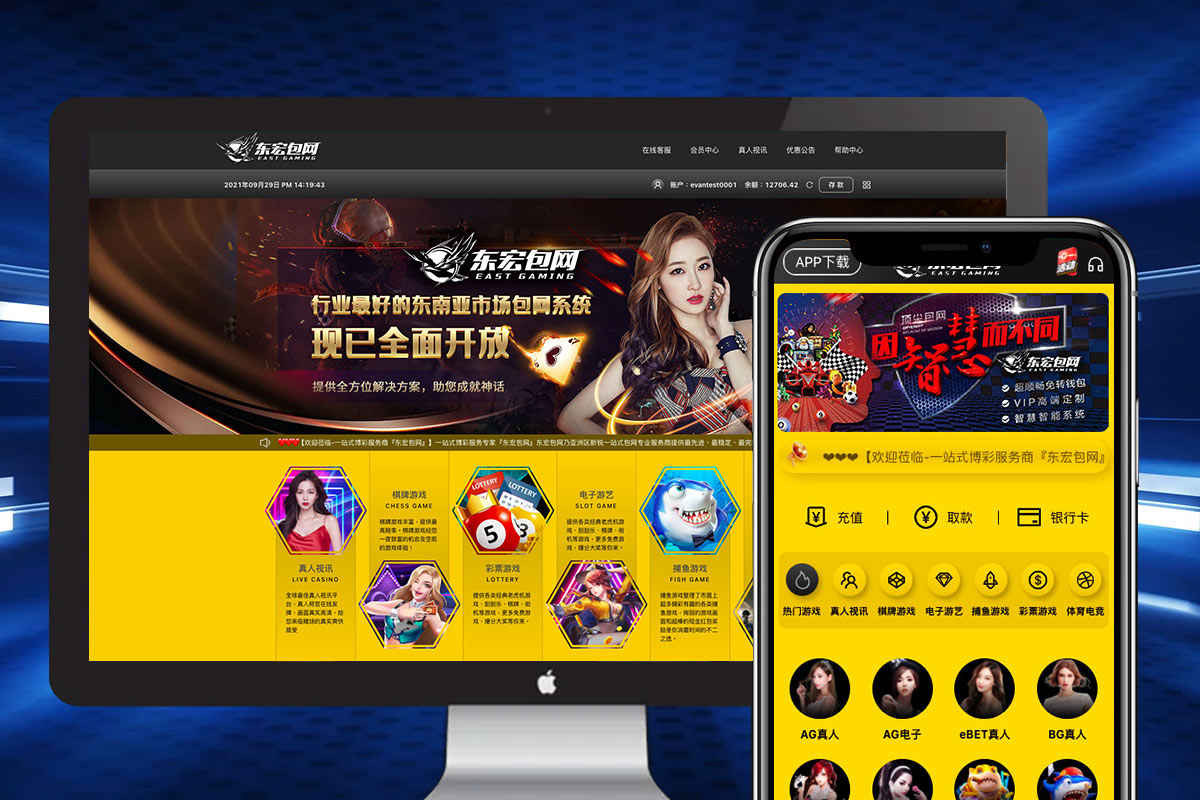 东宏包网
EAST GAMING
在线客服
会员中心
真人视讯
优惠公告
帮助中心
2021年09月29日 PM 14:19:43
账户:evantest0001
余额:12706.42
存款
东宏包网
EAST GAMING
行业最好的东南亚市场包网系统
现已全面开放
提供全方位解决方案,助您成就神话
【欢迎莅临-一站式博彩服务商『东宏包网』】一站式博彩服务专家『东宏包网』东宏包网乃亚洲区新锐一站式包网专业服务商提供最先进、最稳定、最完
真人视讯
LIVE CASINO
全球最佳真人视讯平
台,真人荷官在线发
牌,画面真实高清,给
您亲临赌场的真实爽快
感受
棋牌游戏
CHESS GAME
棋牌游戏丰富,提供最
高赔率。棋牌游戏给您
一夜致富的机会及空前
的游戏体验!
彩票游戏
LOTTERY
提供各类经典老虎机游
戏、刮刮乐、棋牌、街
机等游戏,更多免费游
戏,爆分大奖等你来。
LOTTERY
LOTTERY
5
3
电子游艺
SLOT GAME
提供各类经典老虎机游
戏、刮刮乐、棋牌、街
机等游戏,更多免费游
戏,爆分大奖等你来。
捕鱼游戏
FISH GAME
捕鱼游戏整理了市面上
超多精彩有趣的各类捕
鱼游戏,绚丽的游戏画
面和超棒的现金红包奖
励是你消磨时间的不二
之选。
APP下载
东宏包网
EAST GAMING
活动
顶尖包网
因智慧而不同
东宏包网
EAST GAMING
超顺畅免转钱包
VIP高端定制
智慧智能系统
【欢迎莅临-一站式博彩服务商『东宏包网』
充值
取款
银行卡
热门游戏
真人视讯
棋牌游戏
电子游艺
捕鱼游戏
彩票游戏
体育电竞
AG真人
AG电子
eBET真人
BG真人